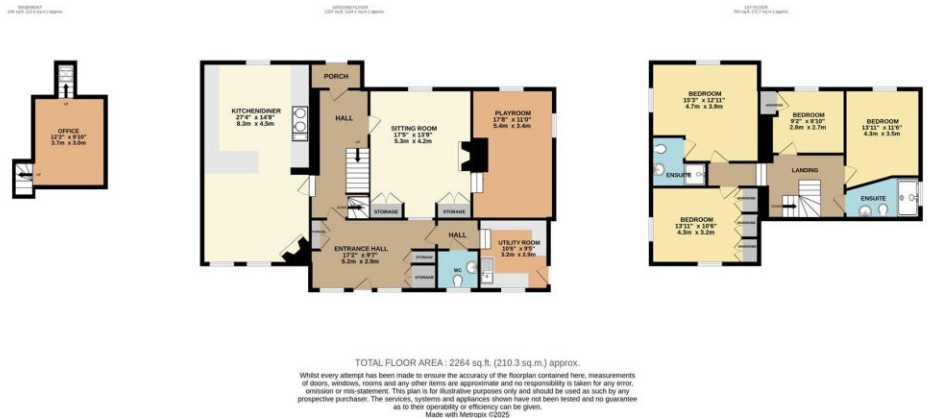 BASEMENT
GROUND FLOOR
1ST FLOOR
UP
OFFICE
12'2" x 9'10"
3.7m x 3.0m
UP
KITCHEN/DINER
27'4" x 14'8"
8.3m x 4.5m
PORCH
HALL
SITTING ROOM
17'5" x 13'9"
5.3m x 4.2m
PLAYROOM
17'8" x 11'0"
5.4m x 3.4m
STORAGE
STORAGE
ENTRANCE HALL
17'2" x 9'7"
5.2m x 2.9m
HALL
STORAGE
STORAGE
WC
UTILITY ROOM
10'6" x 9'5"
3.2m x 2.9m
BEDROOM
15'3" x 12'11"
4.7m x 3.9m
BEDROOM
9'2" x 8'10"
2.8m x 2.7m
BEDROOM
13'11" x 11'6"
4.3m x 3.5m
ENSUITE
LANDING
ENSUITE
BEDROOM
13'11" x 10'6"
4.3m x 3.2m
TOTAL FLOOR AREA : 2264 sq.ft. (210.3 sq.m.) approx.
Whilst every attempt has been made to ensure the accuracy of the floorplan contained here, measurements
of doors, windows, rooms and any other items are approximate and no responsibility is taken for any error,
omission or mis-statement. This plan is for illustrative purposes only and should be used as such by any
prospective purchaser. The services, systems and appliances shown have not been tested and no guarantee
as to their operability or efficiency can be given.
Made with Metropix ©2025